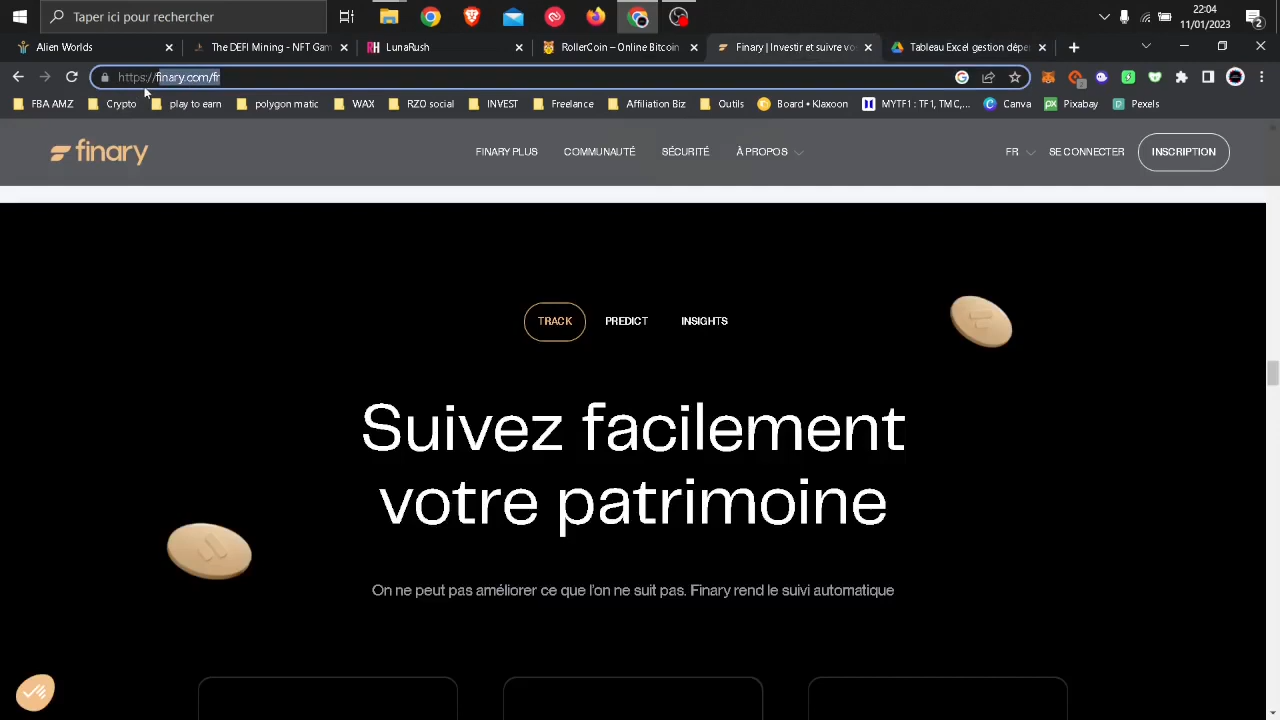 Taper ici pour rechercher
22:04
11/01/2023
2
Alien Worlds
The DEFI Mining - NFT Gam
LunaRush
RollerCoin – Online Bitcoin
Finary | Investir et suivre vo
Tableau Excel gestion dépe
https://finary.com/fr
FBA AMZ
Crypto
play to earn
polygon matic
WAX
RZO social
INVEST
Freelance
Affiliation Biz
Outils
Board • Klaxoon
MYTF1 : TF1, TMC,...
Canva
Pixabay
Pexels
finary
FINARY PLUS
COMMUNAUTÉ
SÉCURITÉ
À PROPOS
FR
SE CONNECTER
INSCRIPTION
TRACK
PREDICT
INSIGHTS
Suivez facilement
votre patrimoine
On ne peut pas améliorer ce que l'on ne suit pas. Finary rend le suivi automatique